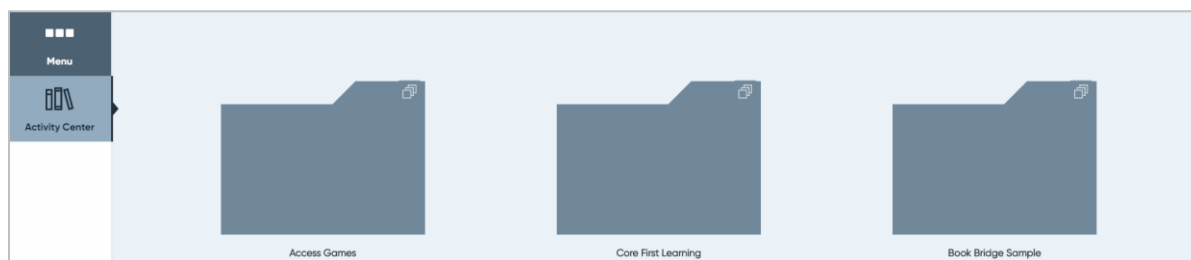 Menu
Activity Center
Access Games
Core First Learning
Book Bridge Sample